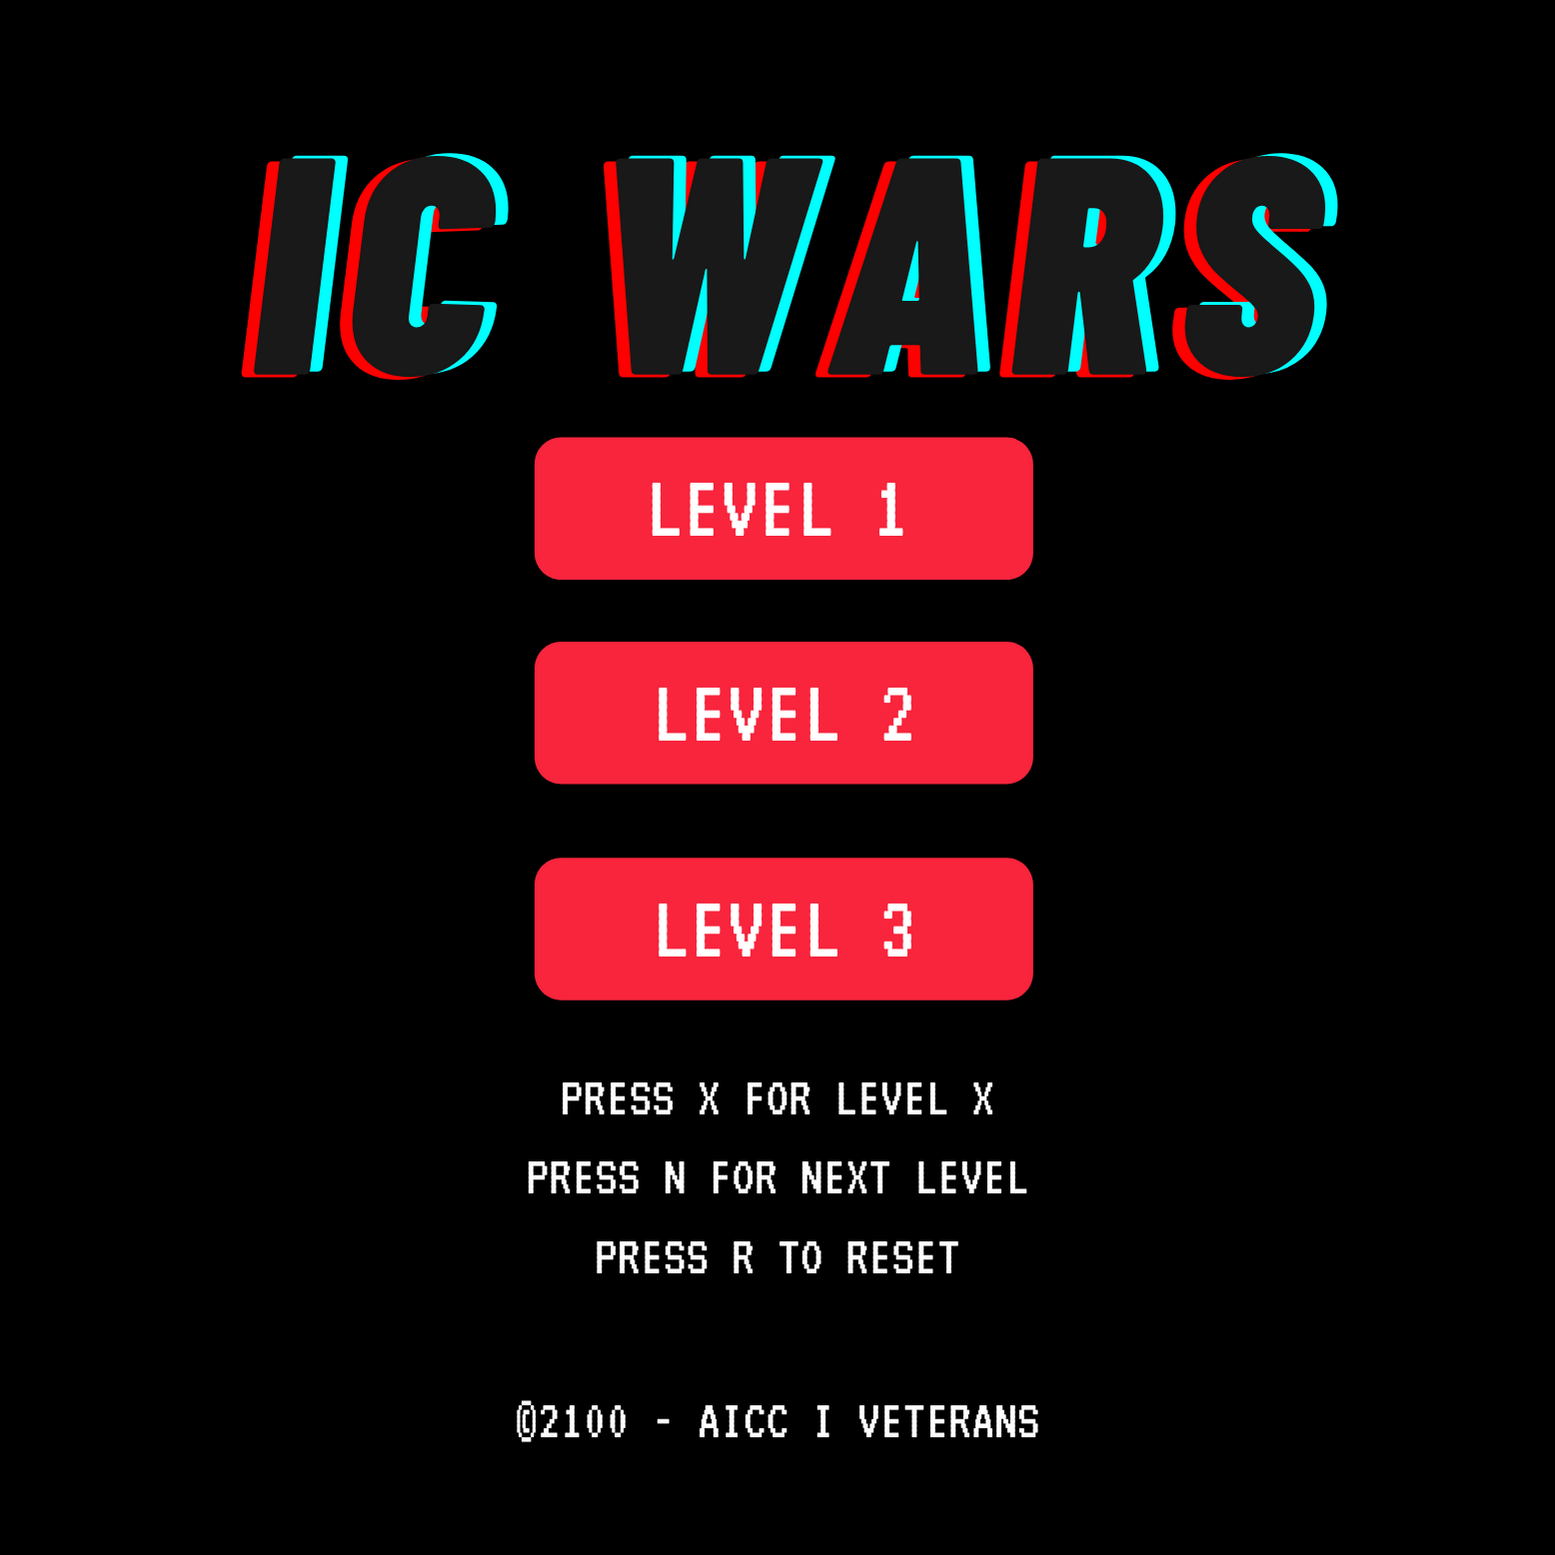 IC WARS
LEVEL 1
LEVEL 2
LEVEL 3
PRESS X FOR LEVEL X
PRESS N FOR NEXT LEVEL
PRESS R TO RESET
©2100 - AICC I VETERANS